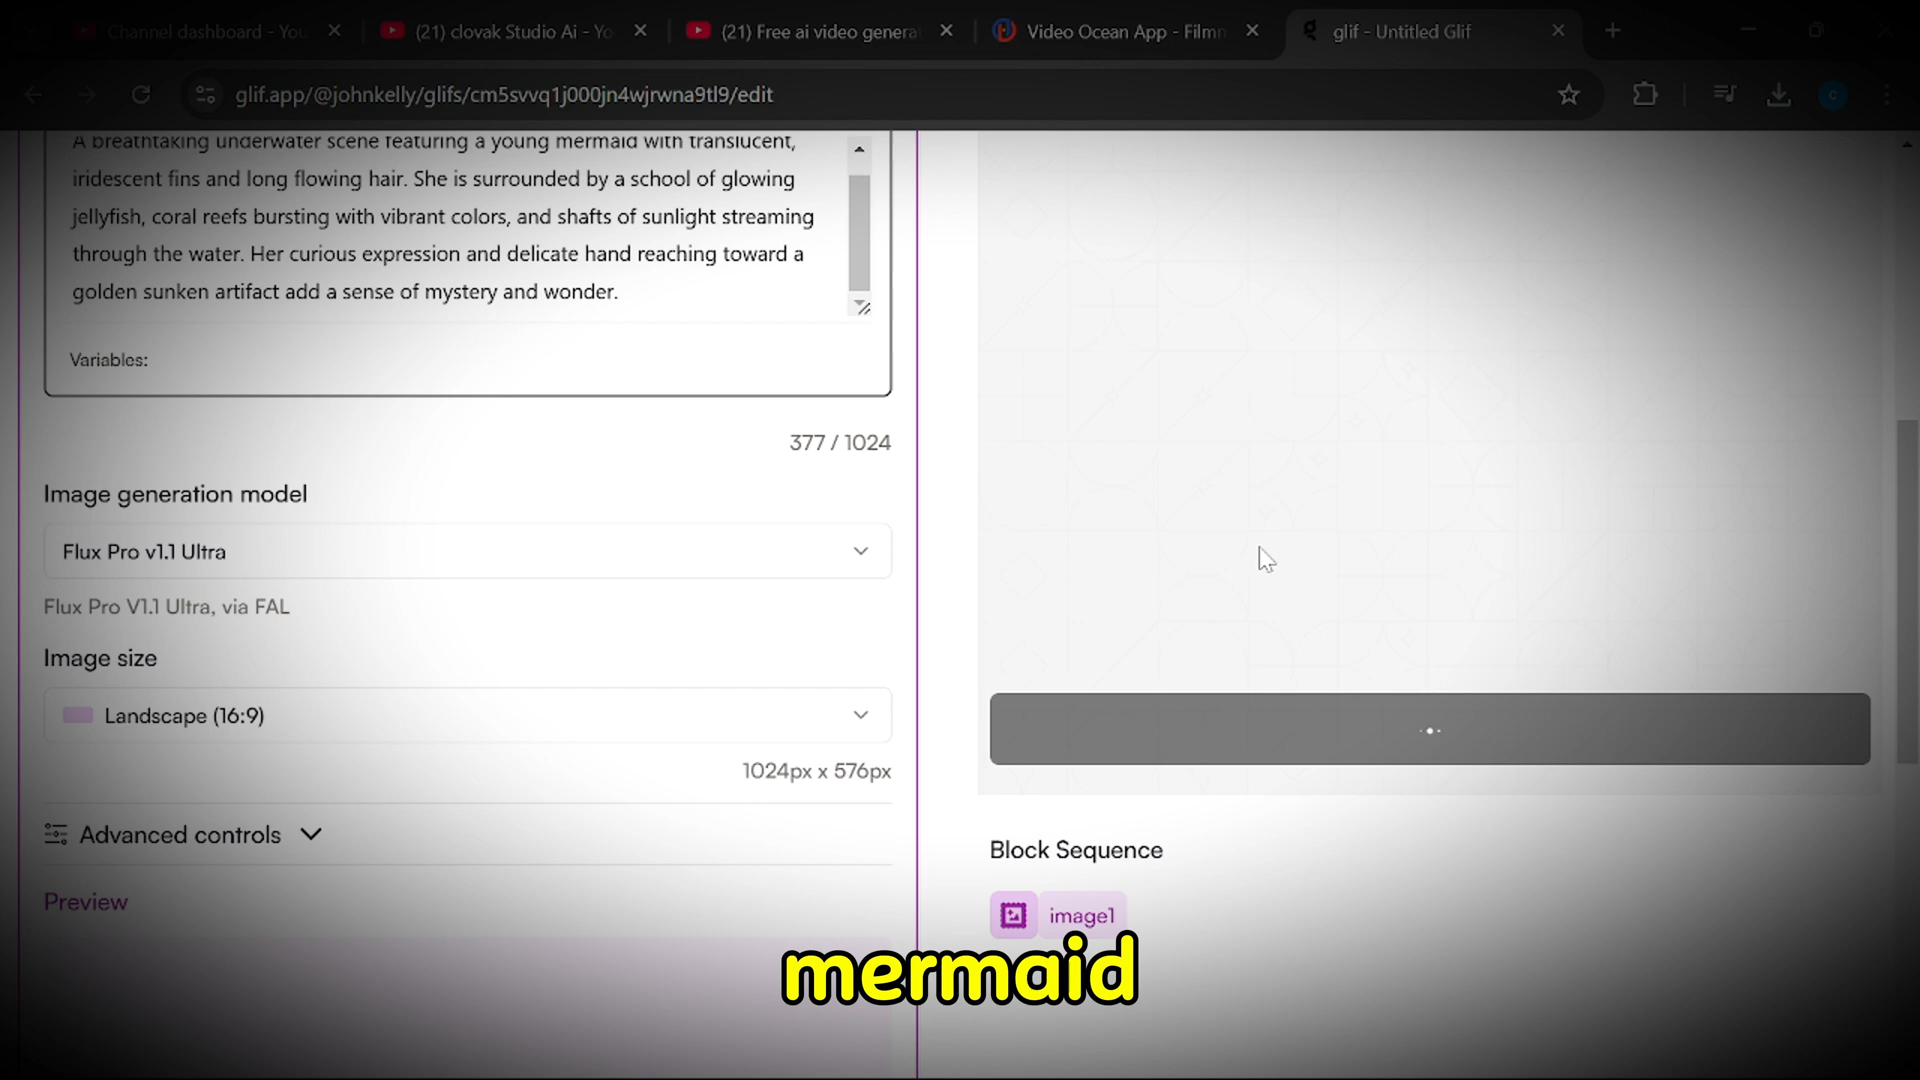 Channel dashboard - You
(21) clovak Studio Ai - Yo
(21) Free ai video genera
Video Ocean App - Filmm
glif - Untitled Glif
glif.app/@johnkelly/glifs/cm5svvq1j000jn4wjrwna9tl9/edit
C
A breathtaking underwater scene featuring a young mermaid with translucent,
iridescent fins and long flowing hair. She is surrounded by a school of glowing
jellyfish, coral reefs bursting with vibrant colors, and shafts of sunlight streaming
through the water. Her curious expression and delicate hand reaching toward a
golden sunken artifact add a sense of mystery and wonder.
Variables:
377 / 1024
Image generation model
Flux Pro v1.1 Ultra
Flux Pro V1.1 Ultra, via FAL
Image size
Landscape (16:9)
1024px x 576px
Advanced controls
Preview
Block Sequence
image1
mermaid